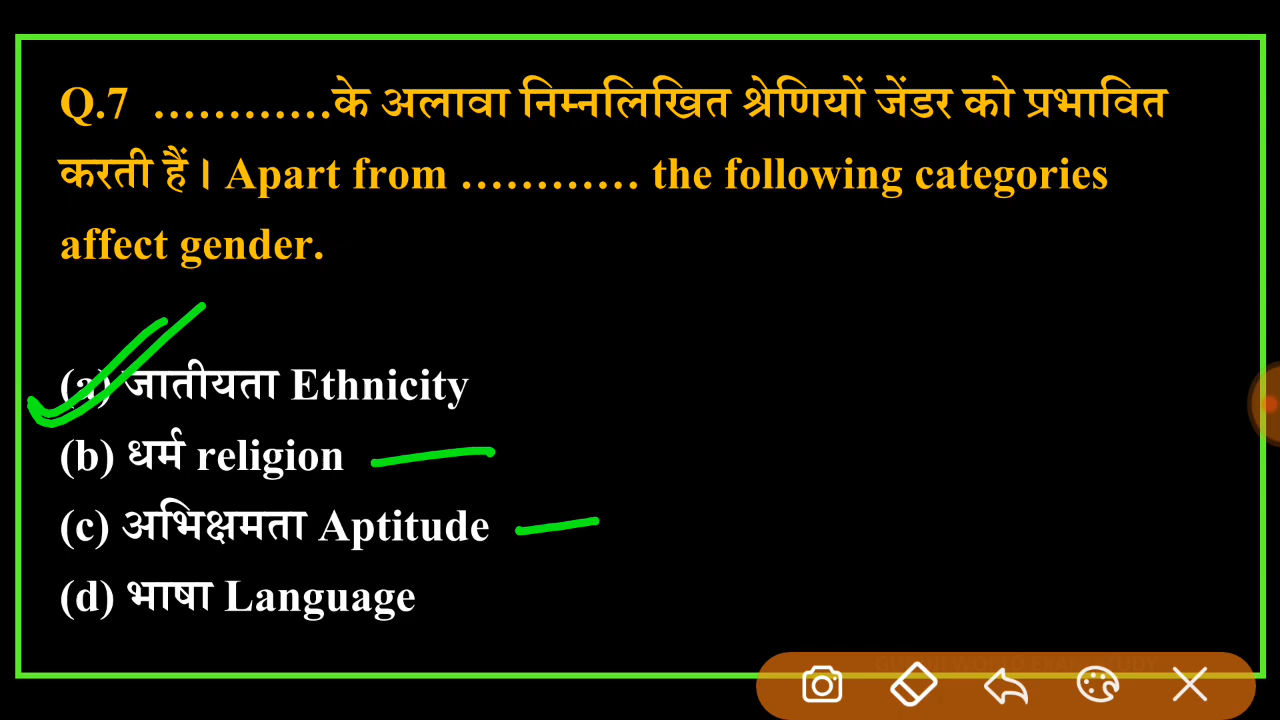 Q.7 ............के अलावा निम्नलिखित श्रेणियों जेंडर को प्रभावित
करती हैं। Apart from ............ the following categories
affect gender.
(a) जातीयता Ethnicity
(b) धर्म religion
(c) अभिक्षमता Aptitude
(d) भाषा Language